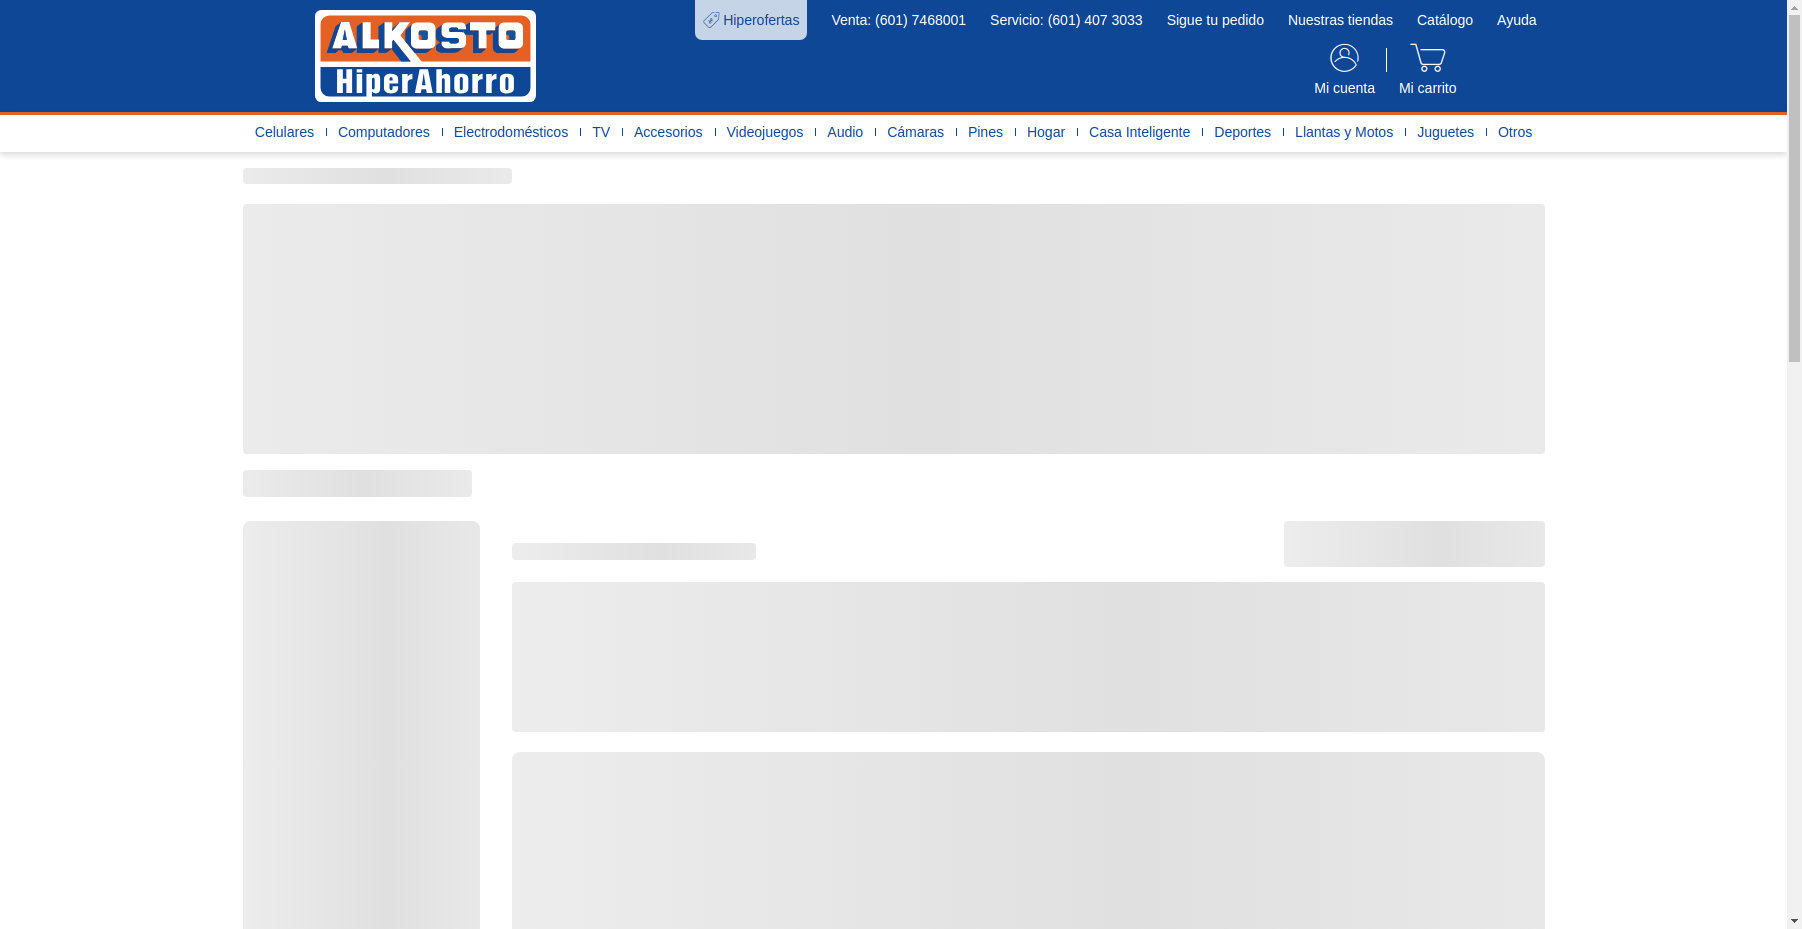 ALKOSTO
HiperAhorro
Hiperofertas
Venta: (601) 7468001
Servicio: (601) 407 3033
Sigue tu pedido
Nuestras tiendas
Catálogo
Ayuda
Mi cuenta
Mi carrito
Celulares
Computadores
Electrodomésticos
TV
Accesorios
Videojuegos
Audio
Cámaras
Pines
Hogar
Casa Inteligente
Deportes
Llantas y Motos
Juguetes
Otros